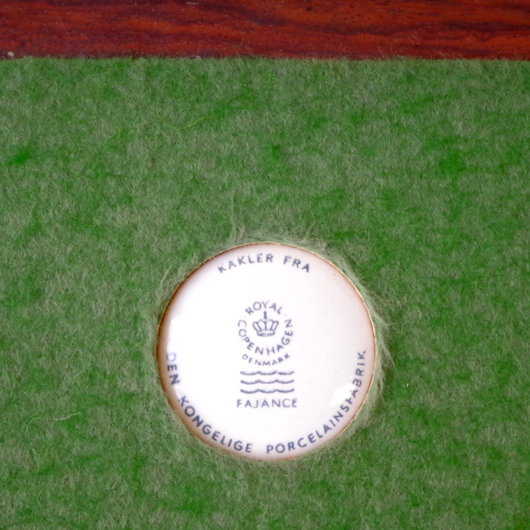 KAKLER FRA
ROYAL
COPENHAGEN
DENMARK
FAJANCE
DEN KONGELIGE PORCELAINSFABRIK.